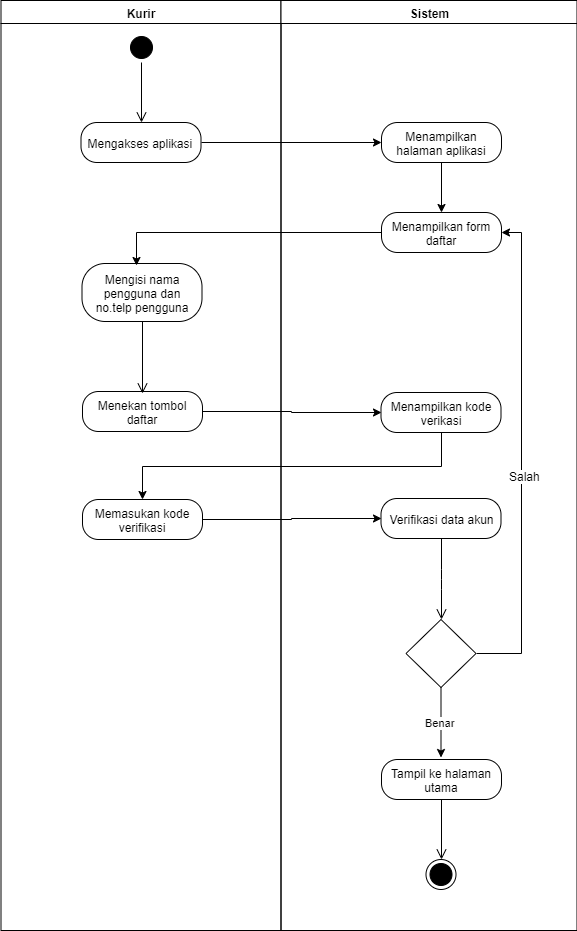 Kurir
Sistem
Mengakses aplikasi
Menampilkan
halaman aplikasi
Menampilkan form
daftar
Mengisi nama
pengguna dan
no.telp pengguna
Menekan tombol
daftar
Menampilkan kode
verikasi
Salah
Memasukan kode
verifikasi
Verifikasi data akun
Benar
Tampil ke halaman
utama